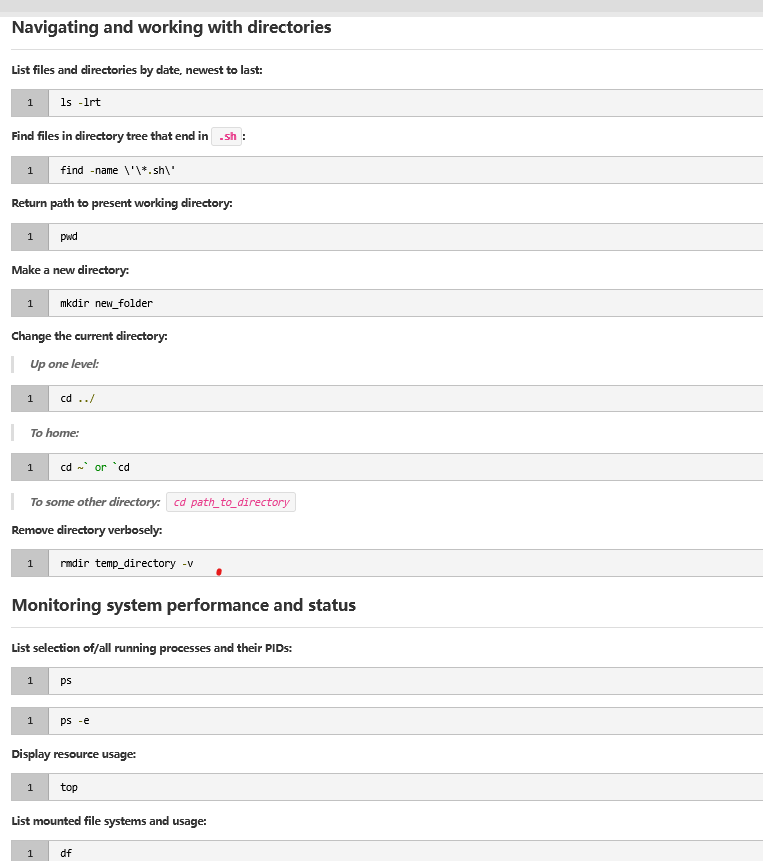 Navigating and working with directories
List files and directories by date, newest to last:
1 ls -lrt
Find files in directory tree that end in .sh :
1 find -name \'\*.sh\'
Return path to present working directory:
1 pwd
Make a new directory:
1 mkdir new_folder
Change the current directory:
Up one level:
1 cd ../
To home:
1 cd ~` or `cd
To some other directory: cd path_to_directory
Remove directory verbosely:
1 rmdir temp_directory -v
Monitoring system performance and status
List selection of/all running processes and their PIDs:
1 ps
1 ps -e
Display resource usage:
1 top
List mounted file systems and usage:
1 df